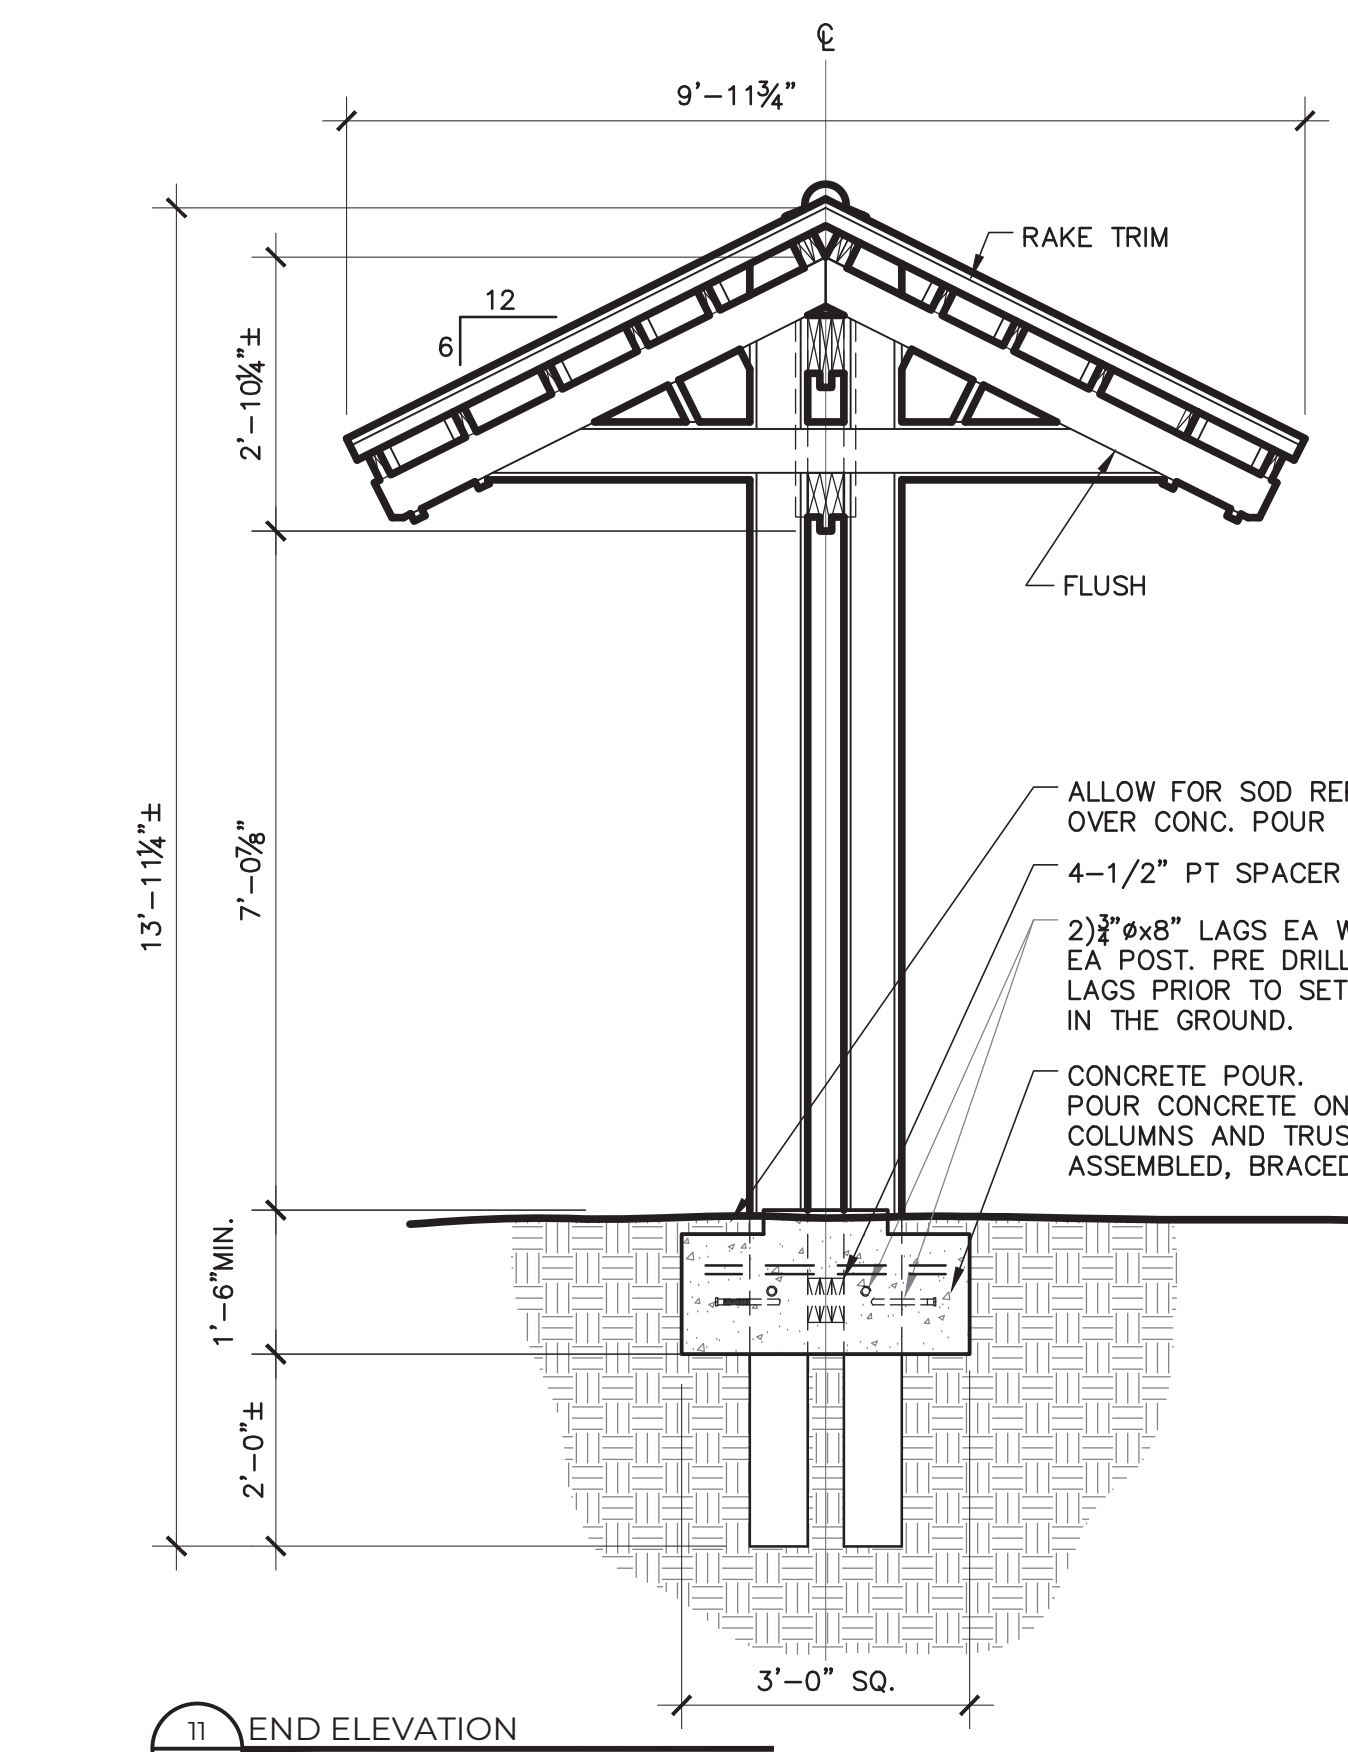 ℄
9'-11¾"
RAKE TRIM
12
6
2'-10¼"±
FLUSH
13'-11¼"±
7'-0⅞"
ALLOW FOR SOD
OVER CONC. POUR
4-1/2" PT SPACER
2)¾"øx8" LAGS EA
EA POST. PRE DRILL
LAGS PRIOR TO SET
IN THE GROUND.
CONCRETE POUR.
POUR CONCRETE ON
COLUMNS AND TRUS
ASSEMBLED, BRACED
1'-6"MIN.
2'-0"±
3'-0" SQ.
11 END ELEVATION